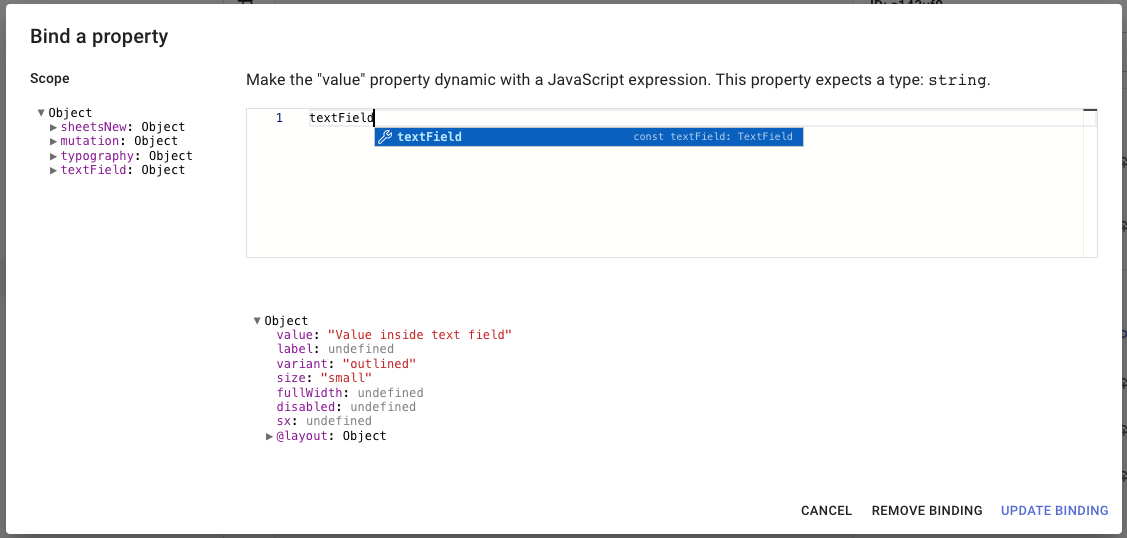 Bind a property
Scope
Make the "value" property dynamic with a JavaScript expression. This property expects a type: string.
▼Object
▶sheetsNew: Object
▶mutation: Object
▶typography: Object
▶textField: Object
1 textField
textField const textField: TextField
▼Object
value: "Value inside text field"
label: undefined
variant: "outlined"
size: "small"
fullWidth: undefined
disabled: undefined
sx: undefined
▶@layout: Object
CANCEL REMOVE BINDING UPDATE BINDING